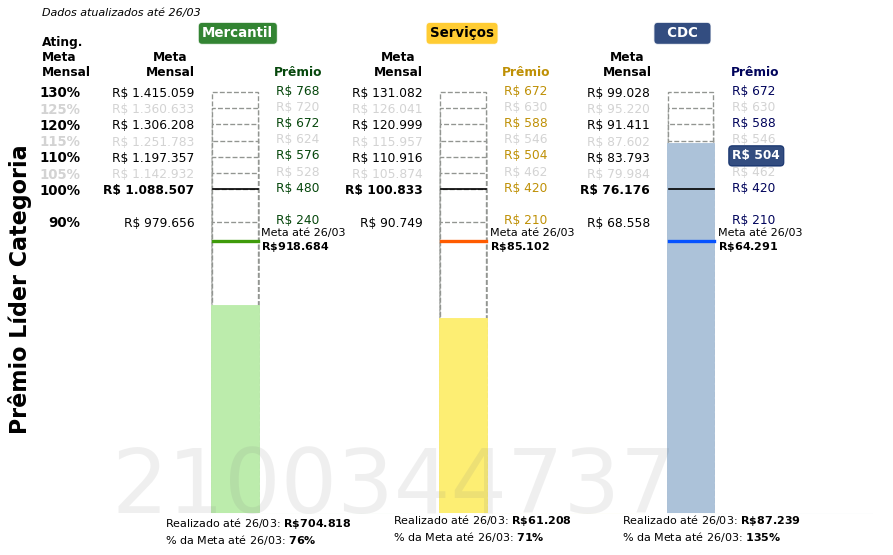 Dados atualizados até 26/03
Mercantil Serviços CDC
Ating. Meta Mensal Meta Mensal Prêmio Meta Mensal Prêmio Meta Mensal Prêmio
130% R$ 1.415.059 R$ 768 R$ 131.082 R$ 672 R$ 99.028 R$ 672
125% R$ 1.360.633 R$ 720 R$ 126.041 R$ 630 R$ 95.220 R$ 630
120% R$ 1.306.208 R$ 672 R$ 120.999 R$ 588 R$ 91.411 R$ 588
115% R$ 1.251.783 R$ 624 R$ 115.957 R$ 546 R$ 87.602 R$ 546
110% R$ 1.197.357 R$ 576 R$ 110.916 R$ 504 R$ 83.793 R$ 504
105% R$ 1.142.932 R$ 528 R$ 105.874 R$ 462 R$ 79.984 R$ 462
100% R$ 1.088.507 R$ 480 R$ 100.833 R$ 420 R$ 76.176 R$ 420
90% R$ 979.656 R$ 240 R$ 90.749 R$ 210 R$ 68.558 R$ 210
Meta até 26/03 Meta até 26/03 Meta até 26/03
R$918.684 R$85.102 R$64.291
Prêmio Líder Categoria
2100344737
Realizado até 26/03: R$704.818 Realizado até 26/03: R$61.208 Realizado até 26/03: R$87.239
% da Meta até 26/03: 76% % da Meta até 26/03: 71% % da Meta até 26/03: 135%